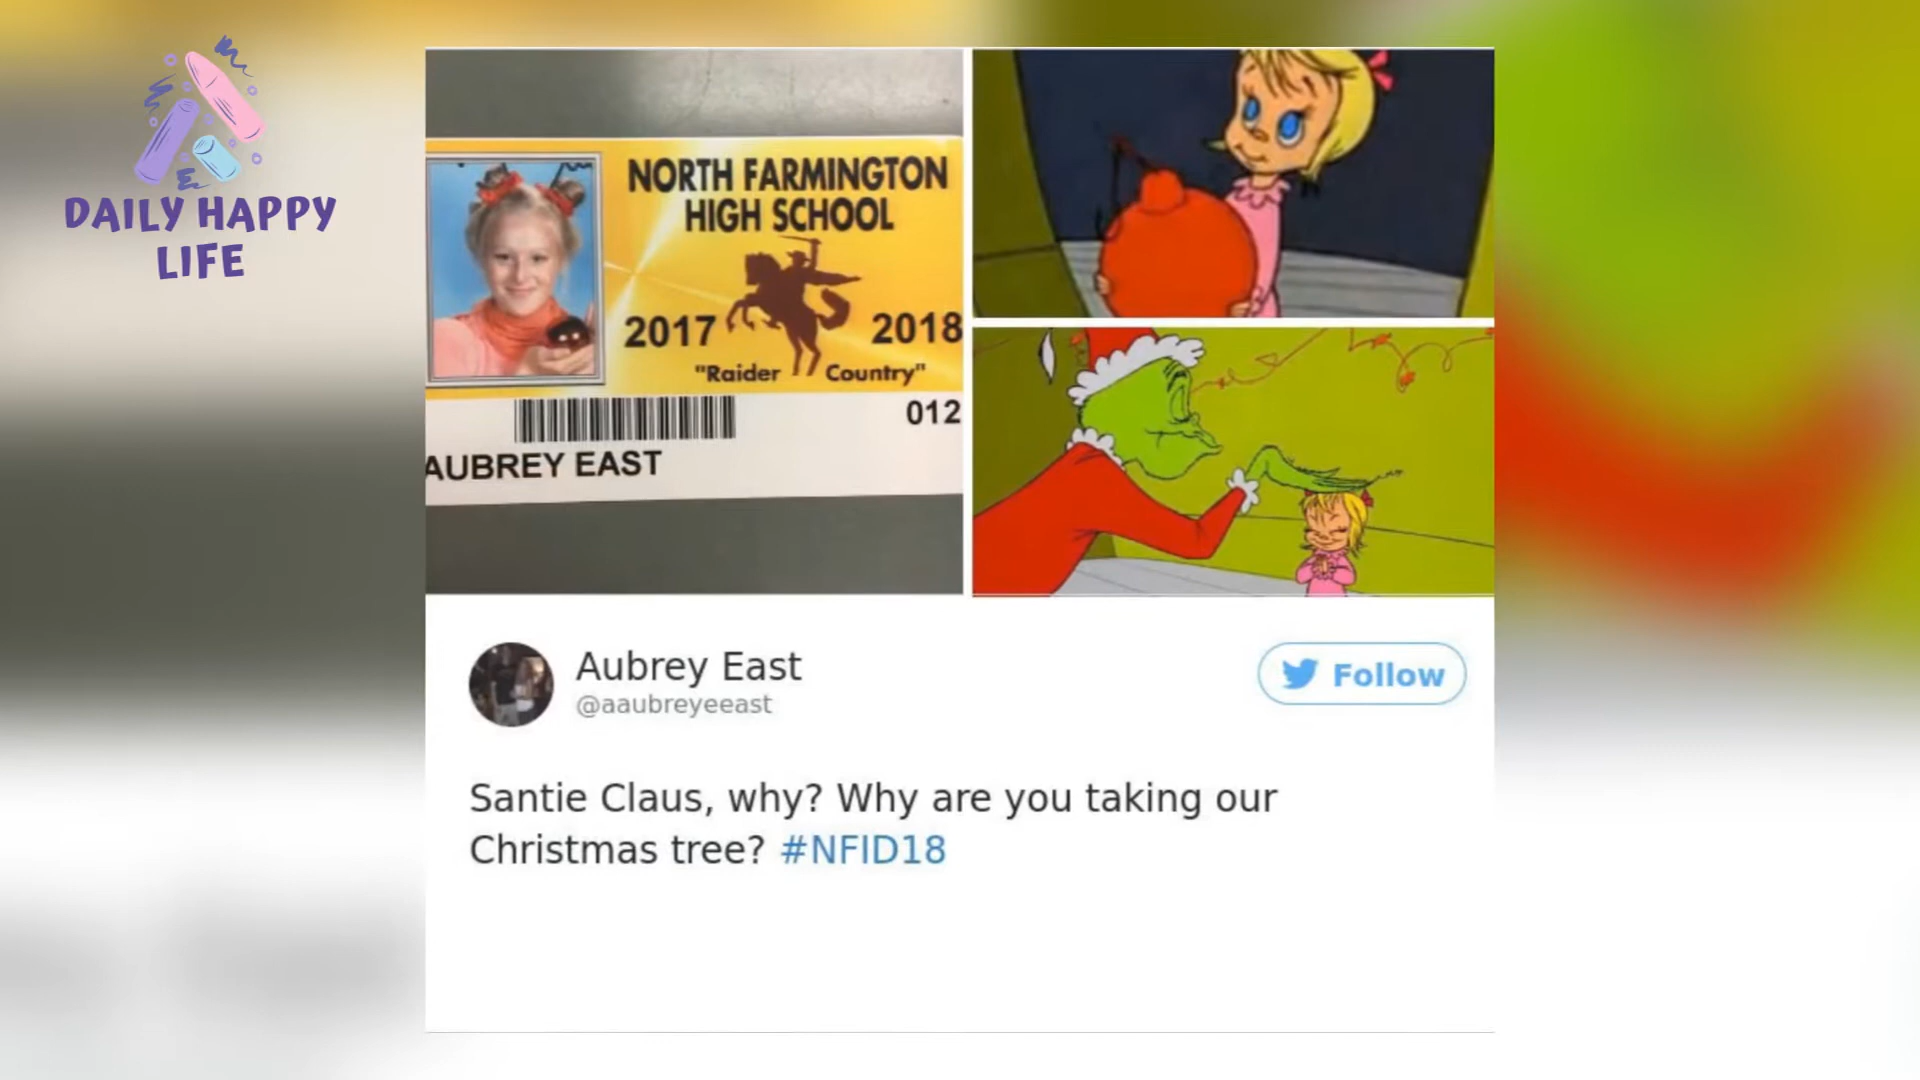 DAILY HAPPY
LIFE
NORTH FARMINGTON
HIGH SCHOOL
2017 2018
"Raider Country"
012
AUBREY EAST
Aubrey East
@aaubreyeeast
Follow
Santie Claus, why? Why are you taking our
Christmas tree? #NFID18